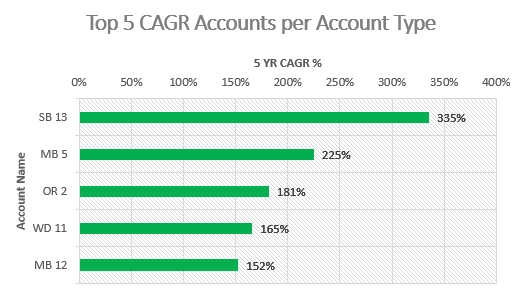 Top 5 CAGR Accounts per Account Type
5 YR CAGR %
0% 50% 100% 150% 200% 250% 300% 350% 400%
Account Name
SB 13 335%
MB 5 225%
OR 2 181%
WD 11 165%
MB 12 152%